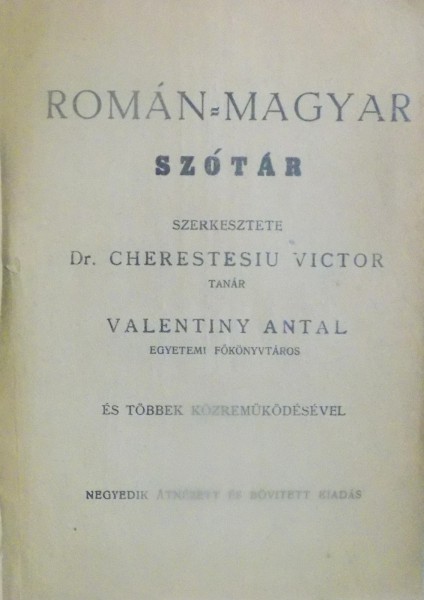 ROMÁN=MAGYAR
SZÓTÁR
SZERKESZTETE
Dr. CHERESTESIU VICTOR
TANÁR
VALENTINY ANTAL
EGYETEMI FŐKÖNYVTÁROS
ÉS TÖBBEK KÖZREMŰKÖDÉSÉVEL
NEGYEDIK ÁTNÉZETT ÉS BŐVITETT KIADÁS